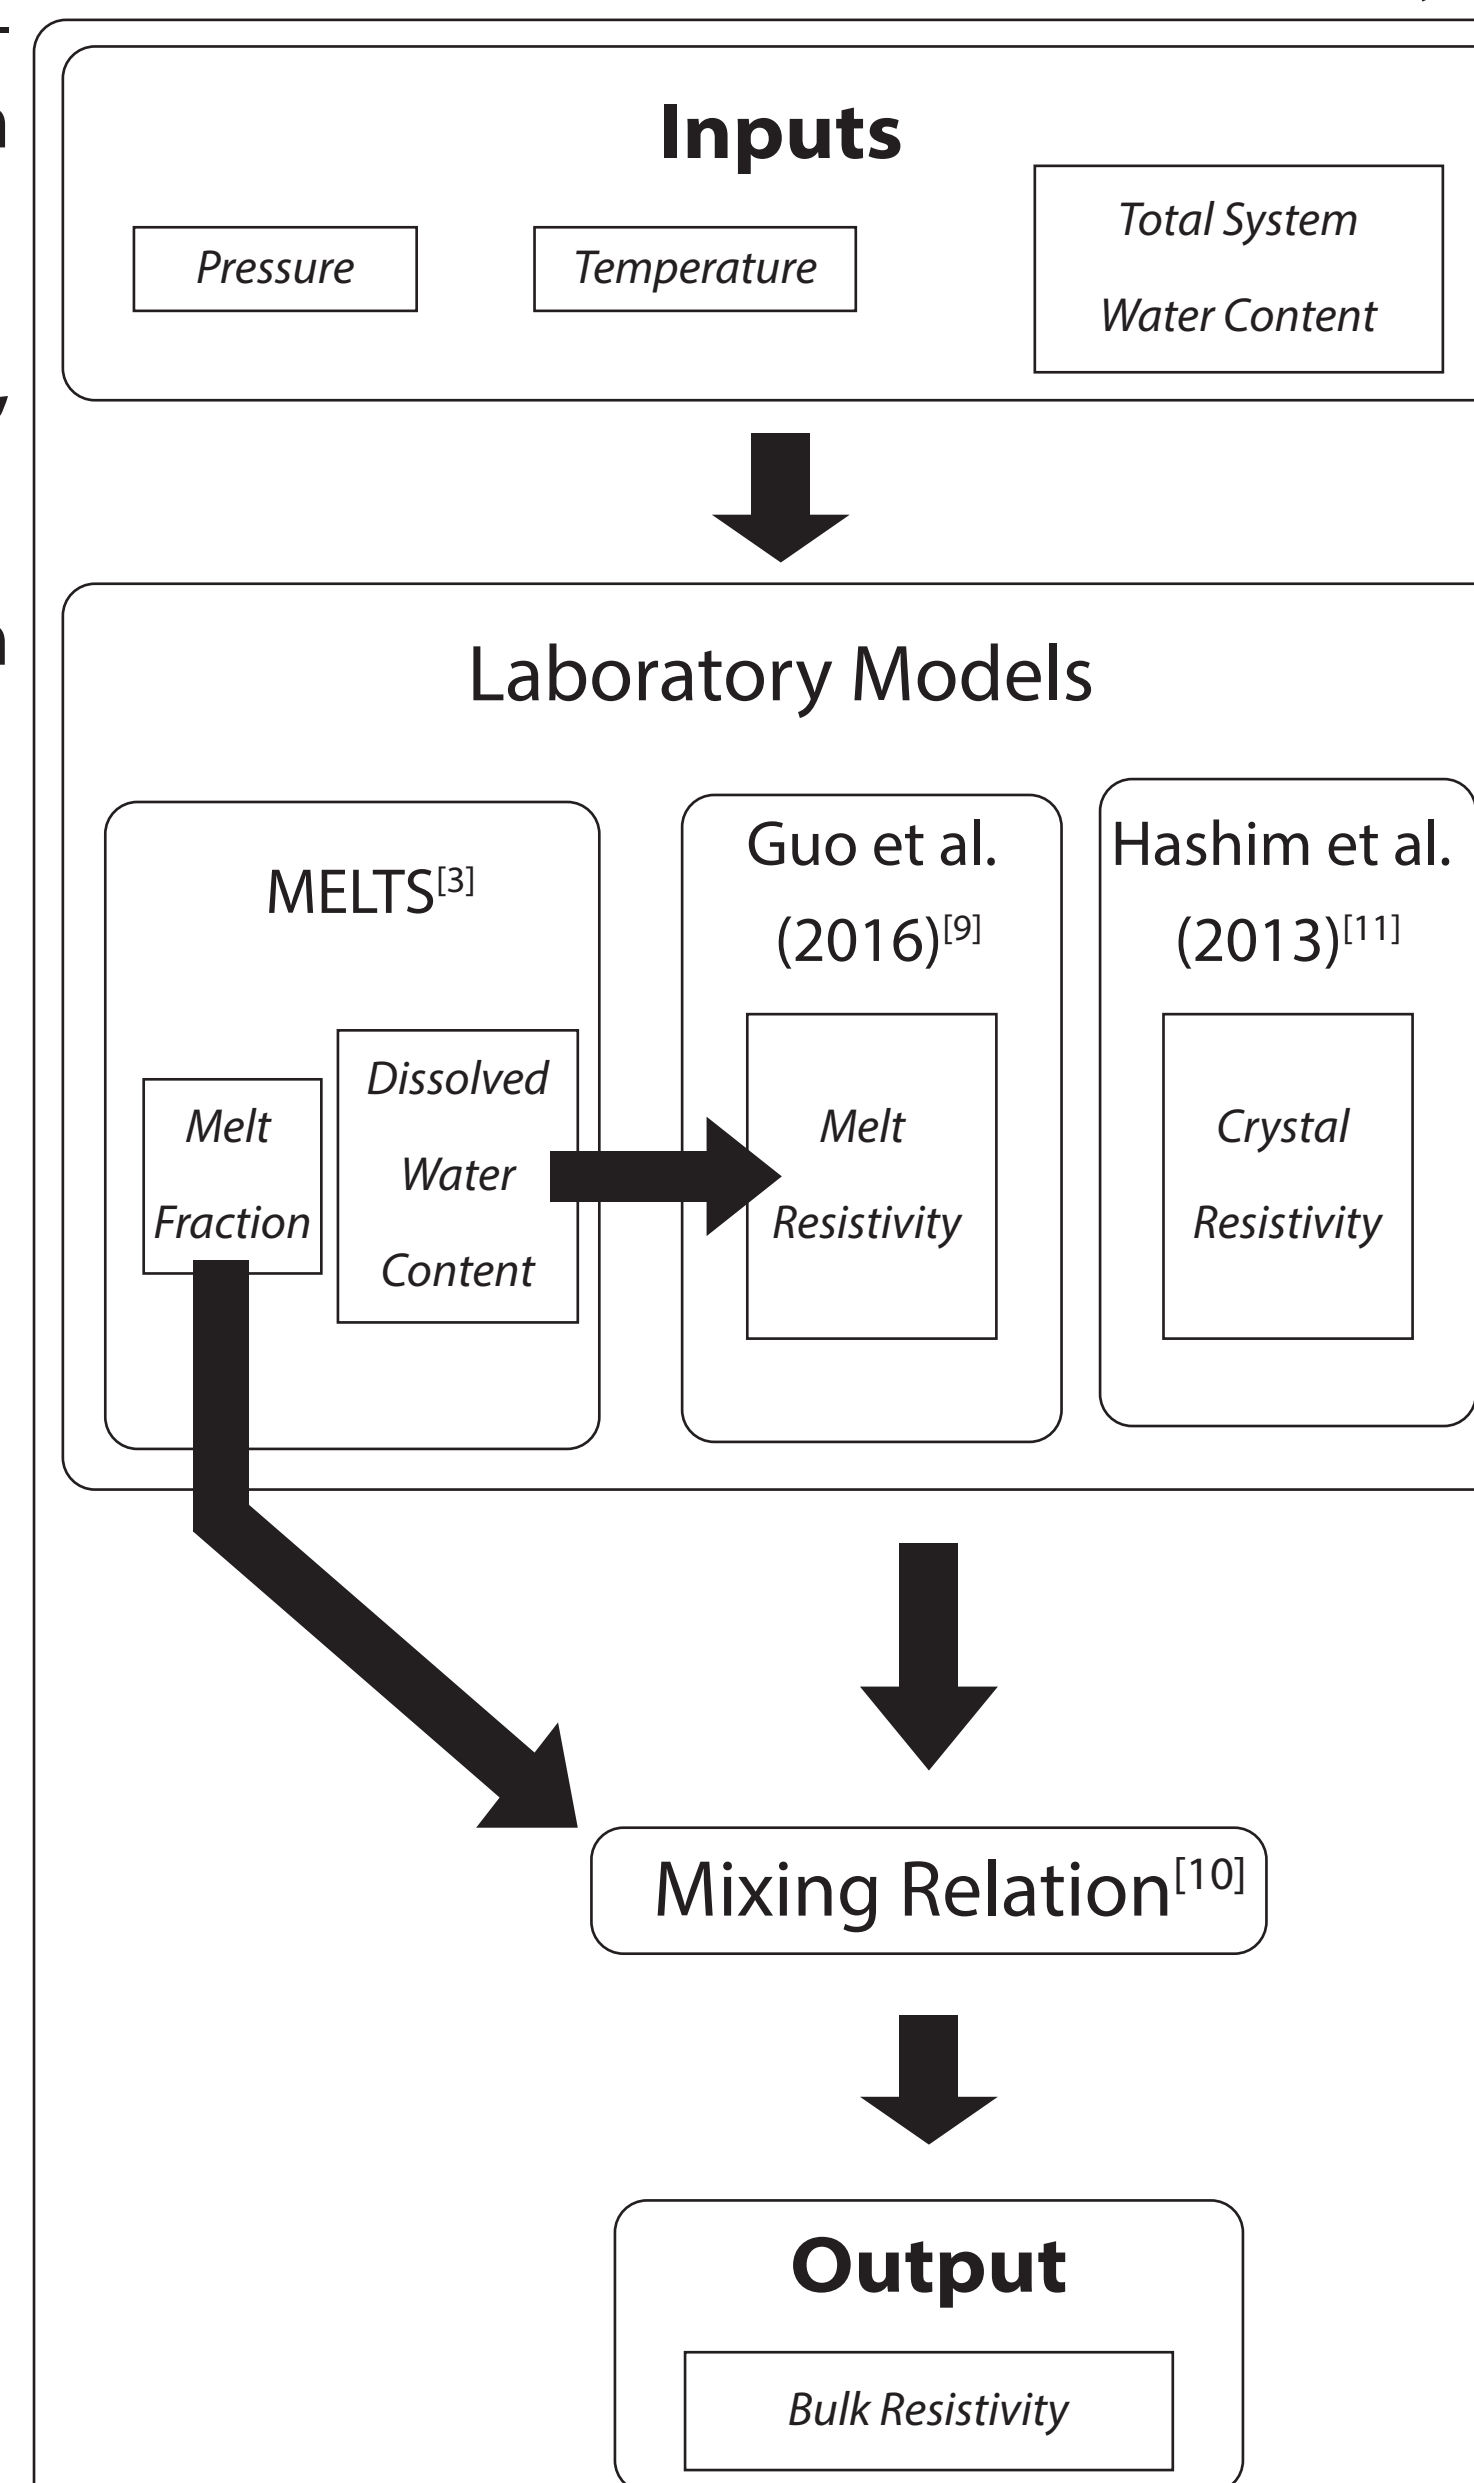 Inputs
Pressure
Temperature
Total System
Water Content
Laboratory Models
MELTS[3]
Melt
Fraction
Dissolved
Water
Content
Guo et al.
(2016)[9]
Melt
Resistivity
Hashim et al.
(2013)[11]
Crystal
Resistivity
Mixing Relation[10]
Output
Bulk Resistivity